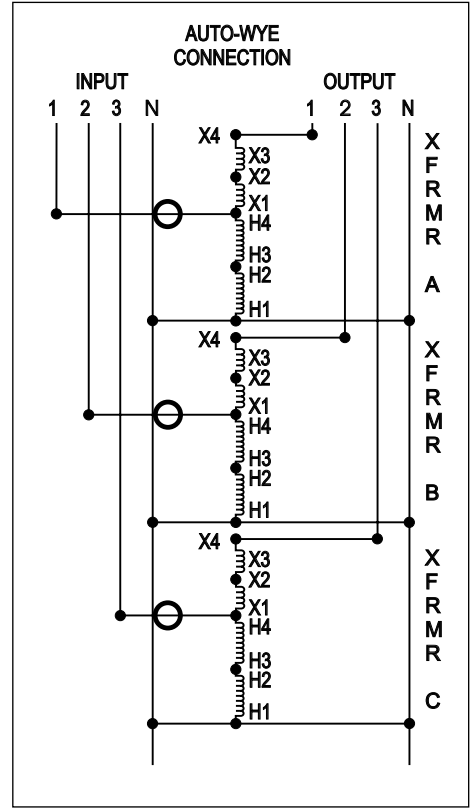 AUTO-WYE
CONNECTION
INPUT
OUTPUT
1 2 3 N
1 2 3 N
X4
X3
X2
X1
H4
H3
H2
H1
X
F
R
M
R
A
X4
X3
X2
X1
H4
H3
H2
H1
X
F
R
M
R
B
X4
X3
X2
X1
H4
H3
H2
H1
X
F
R
M
R
C